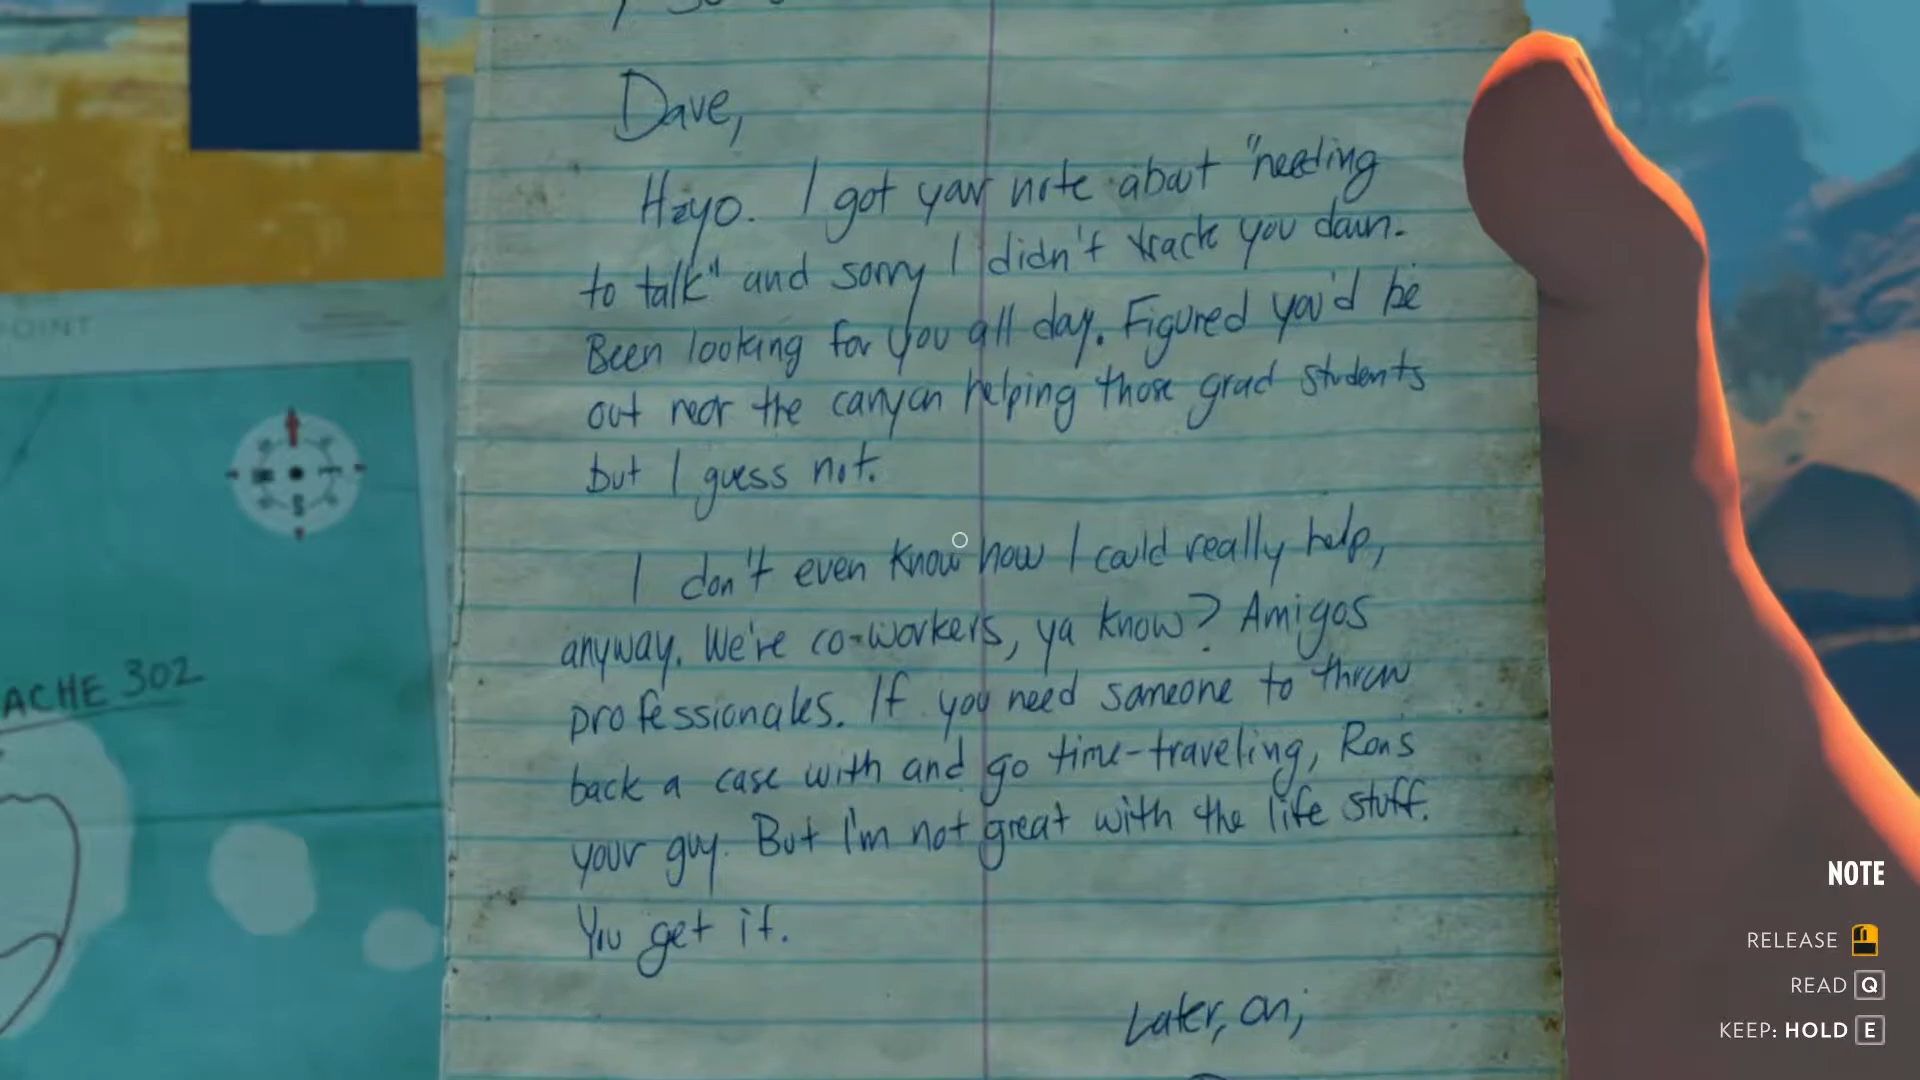 Dave,
Heyo. I got your note about "needing
to talk" and sorry I didn't track you down.
Been looking for you all day. Figured you'd be
out near the canyon helping those grad students
but I guess not.
I don't even know how I could really help,
anyway. We're co-workers, ya know? Amigos
professionales. If you need someone to throw
back a case with and go time-traveling, Ron's
your guy. But I'm not great with the life stuff.
You get it.
Later, on,
POINT
S
ACHE 302
NOTE
RELEASE
READ Q
KEEP: HOLD E